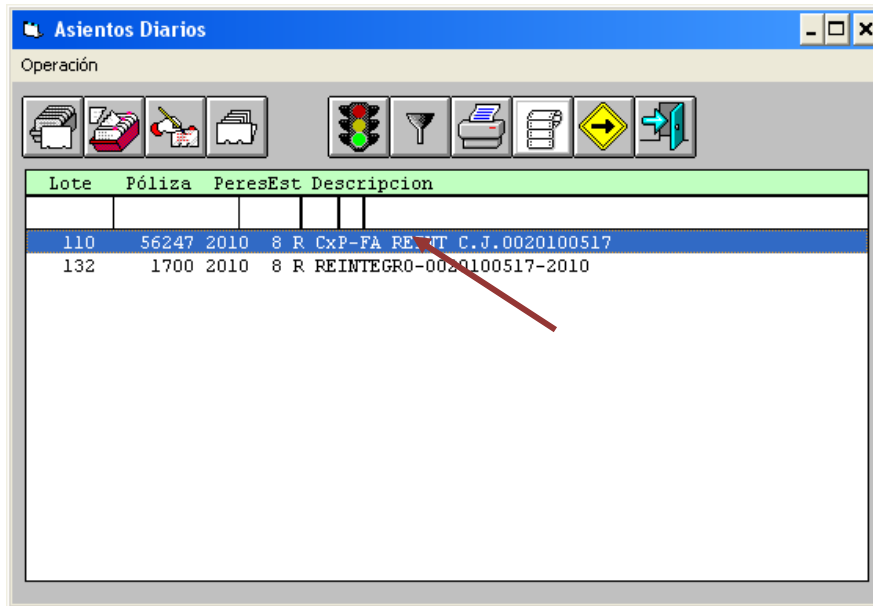 Asientos Diarios
Operación
Lote Póliza PeresEst Descripcion
110 56247 2010 8 R CxP-FA REINT C.J.0020100517
132 1700 2010 8 R REINTEGRO-0020100517-2010